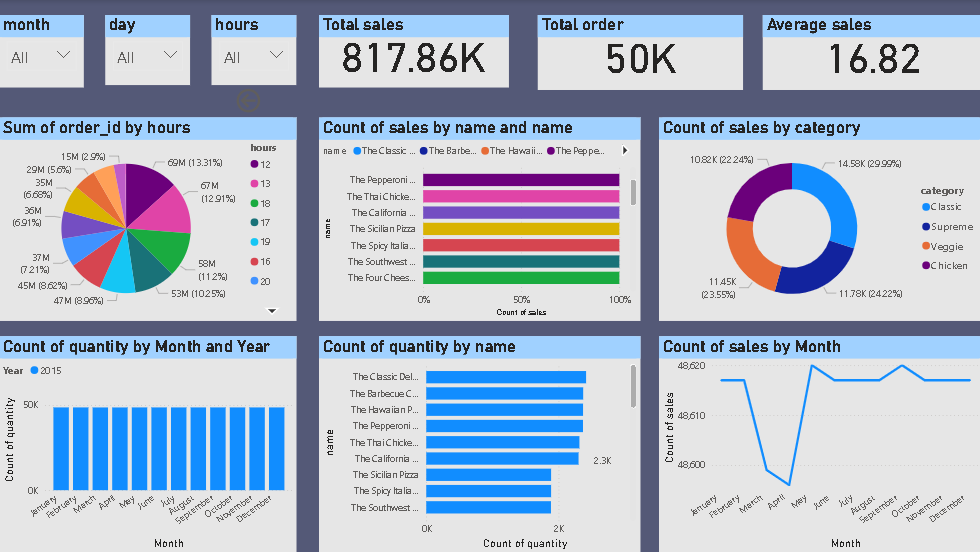 month
day
hours
Total sales
Total order
Average sales
All
All
All
817.86K
50K
16.82
Sum of order_id by hours
hours
12
13
18
17
19
16
20
69M (13.31%)
67M
(12.91%)
58M
(11.2%)
53M (10.25%)
47M (8.96%)
45M (8.62%)
37M
(7.21%)
36M
(6.91%)
35M
(6.68%)
29M (5.6%)
15M (2.9%)
Count of sales by name and name
name The Classic ... The Barbe... The Hawaii... The Peppe...
name
The Pepperoni ...
The Thai Chicke...
The California ...
The Sicilian Pizza
The Spicy Italia...
The Southwest ...
The Four Chees...
0% 50% 100%
Count of sales
Count of sales by category
10.82K (22.24%)
14.58K (29.99%)
11.45K
(23.55%)
11.78K (24.22%)
category
Classic
Supreme
Veggie
Chicken
Count of quantity by Month and Year
Year 2015
Count of quantity
50K
0K
January
February
March
April
May
June
July
August
September
October
November
December
Month
Count of quantity by name
name
The Classic Del...
The Barbecue C...
The Hawaiian P...
The Pepperoni ...
The Thai Chicke...
The California ...
2.3K
The Sicilian Pizza
The Spicy Italia...
The Southwest ...
0K 2K
Count of quantity
Count of sales by Month
Count of sales
48,620
48,610
48,600
January
February
March
April
May
June
July
August
September
October
November
December
Month